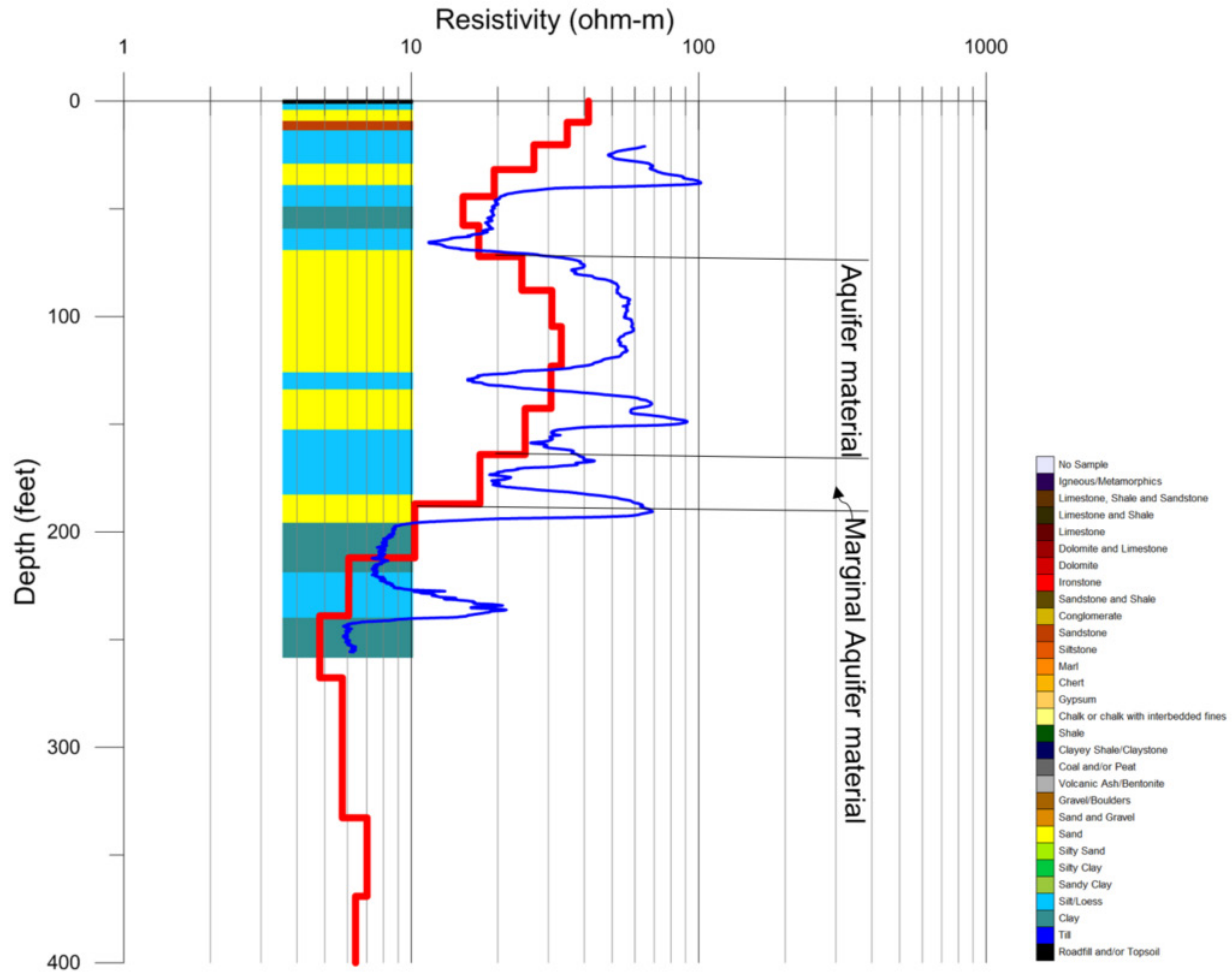 Resistivity (ohm-m)
1
10
100
1000
0
100
200
300
400
Depth (feet)
Aquifer material
Marginal Aquifer material
No Sample
Igneous/Metamorphics
Limestone, Shale and Sandstone
Limestone and Shale
Limestone
Dolomite and Limestone
Dolomite
Ironstone
Sandstone and Shale
Conglomerate
Sandstone
Siltstone
Marl
Chert
Gypsum
Chalk or chalk with interbedded fines
Shale
Clayey Shale/Claystone
Coal and/or Peat
Volcanic Ash/Bentonite
Gravel/Boulders
Sand and Gravel
Sand
Silty Sand
Silty Clay
Sandy Clay
Silt/Loess
Clay
Till
Roadfill and/or Topsoil